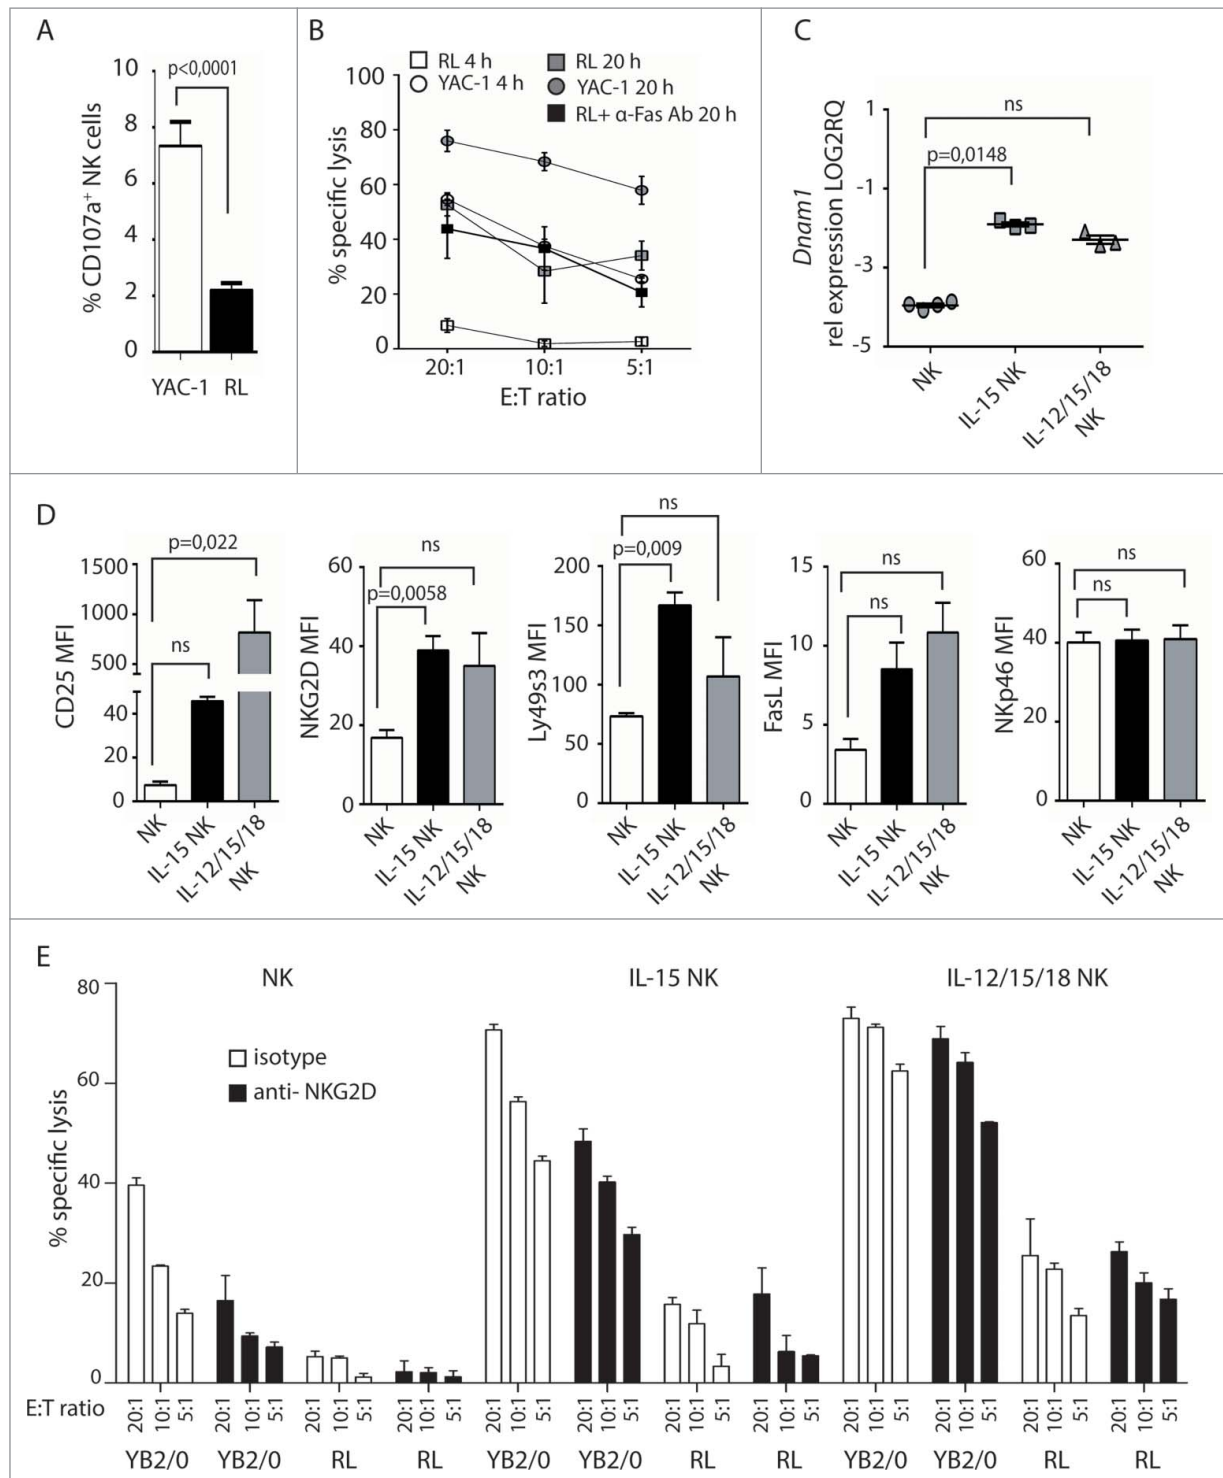 A
% CD107a+ NK cells
10
8
6
4
2
0
p<0,0001
YAC-1 RL
B
% specific lysis
100
80
60
40
20
0
RL 4 h
YAC-1 4 h
RL 20 h
YAC-1 20 h
RL+ α-Fas Ab 20 h
20:1 10:1 5:1
E:T ratio
C
Dnam1
rel expression LOG2RQ
1
-1
-3
-5
ns
p=0,0148
NK
IL-15 NK
IL-12/15/18
NK
D
CD25 MFI
1500
1000
500
40
20
0
p=0,022
ns
NK
IL-15 NK
IL-12/15/18
NK
NKG2D MFI
60
40
20
0
ns
p=0,0058
NK
IL-15 NK
IL-12/15/18
NK
Ly49s3 MFI
200
150
100
50
0
ns
p=0,009
NK
IL-15 NK
IL-12/15/18
NK
FasL MFI
15
10
5
0
ns
ns
NK
IL-15 NK
IL-12/15/18
NK
NKp46 MFI
60
40
20
0
ns
ns
NK
IL-15 NK
IL-12/15/18
NK
E
NK IL-15 NK IL-12/15/18 NK
isotype
anti- NKG2D
% specific lysis
80
60
40
20
0
E:T ratio 20:1 10:1 5:1 20:1 10:1 5:1 20:1 10:1 5:1 20:1 10:1 5:1 20:1 10:1 5:1 20:1 10:1 5:1 20:1 10:1 5:1 20:1 10:1 5:1 20:1 10:1 5:1 20:1 10:1 5:1 20:1 10:1 5:1 20:1 10:1 5:1
YB2/0 YB2/0 RL RL YB2/0 YB2/0 RL RL YB2/0 YB2/0 RL RL